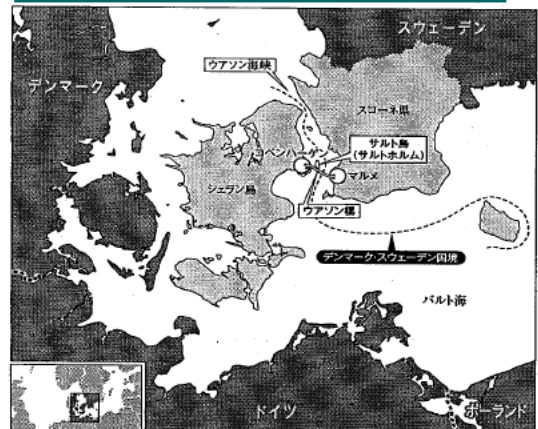 スウェーデン
ウアソン海峡
デンマーク
スコーネ県
サルト島
(サルトホルム)
コペンハーゲン
マルメ
シェラン島
ウアソン橋
デンマーク・スウェーデン国境
バルト海
ドイツ
ポーランド